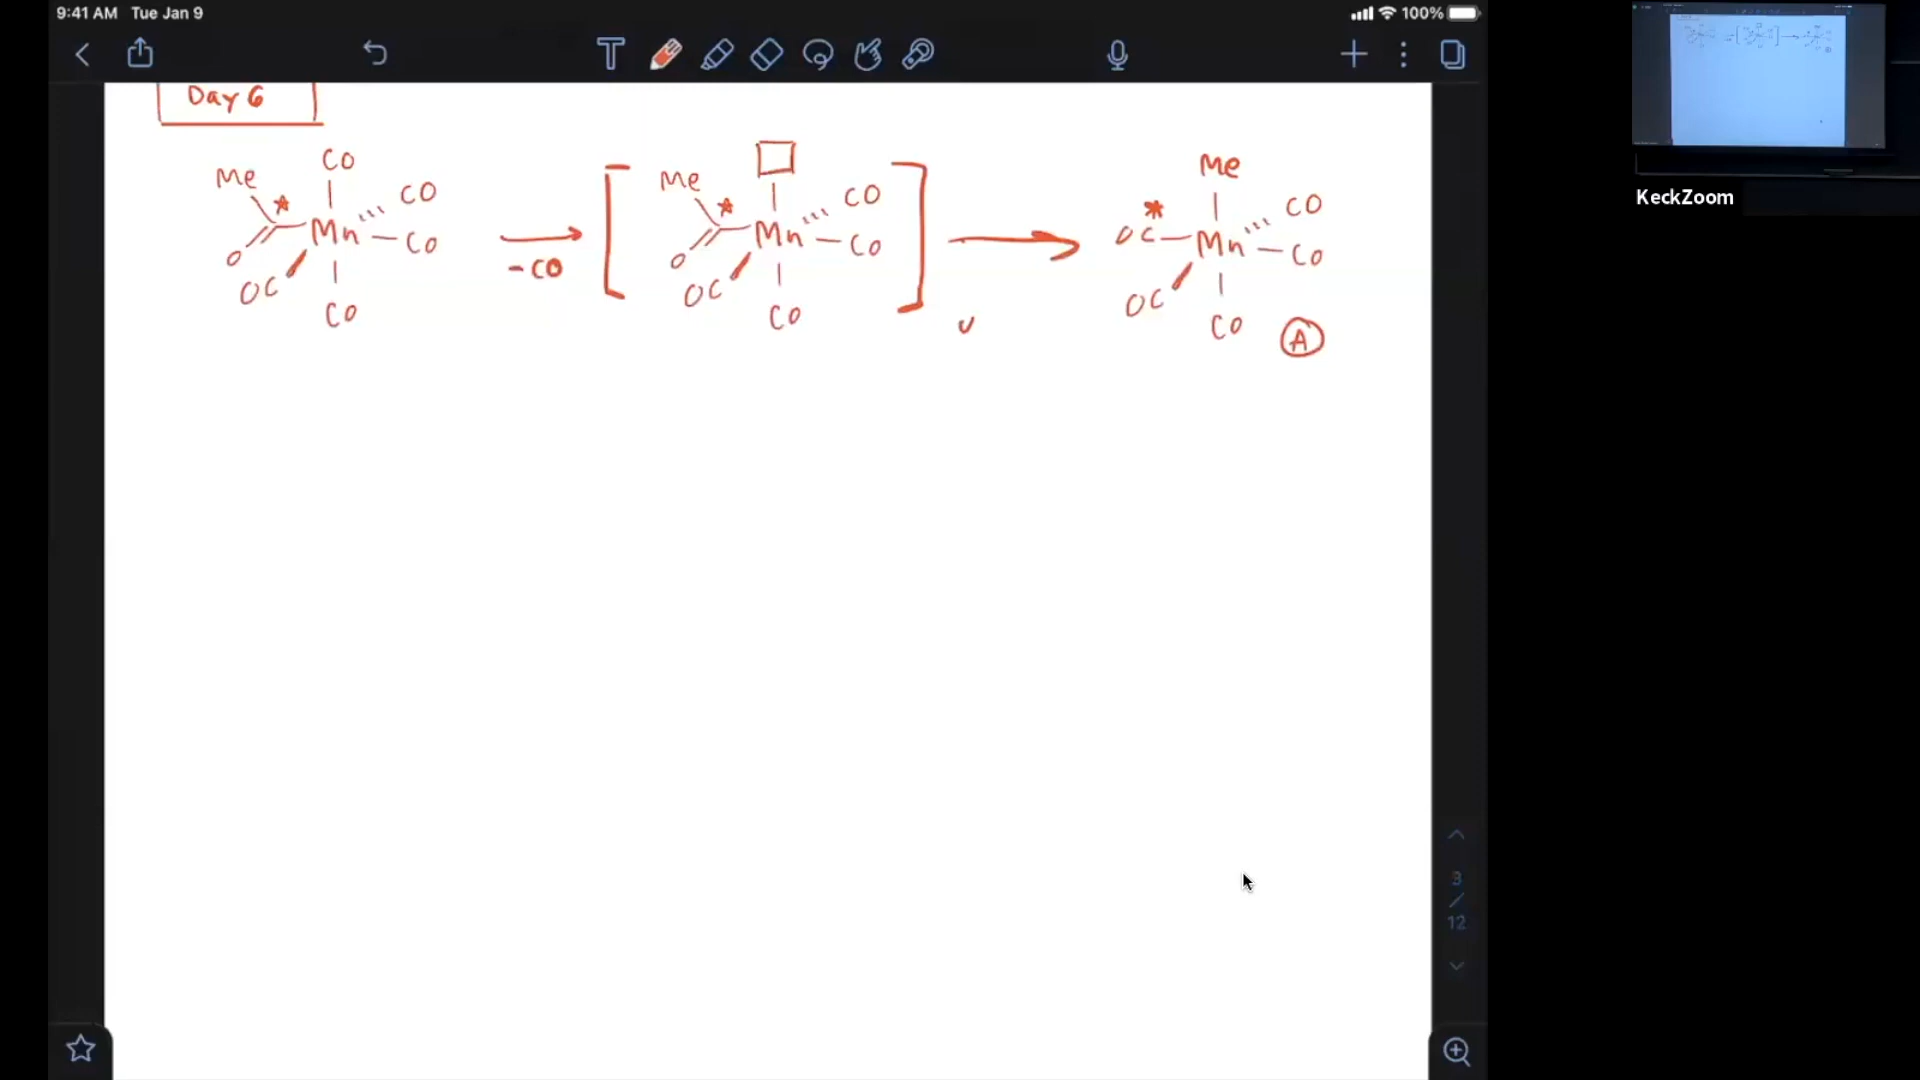 9:41 AM Tue Jan 9 100%
T
Day 6
Me CO CO Mn CO O OC CO
-CO
Me CO Mn CO O OC CO
Me CO OC Mn CO OC CO
A
3
/
12
KeckZoom